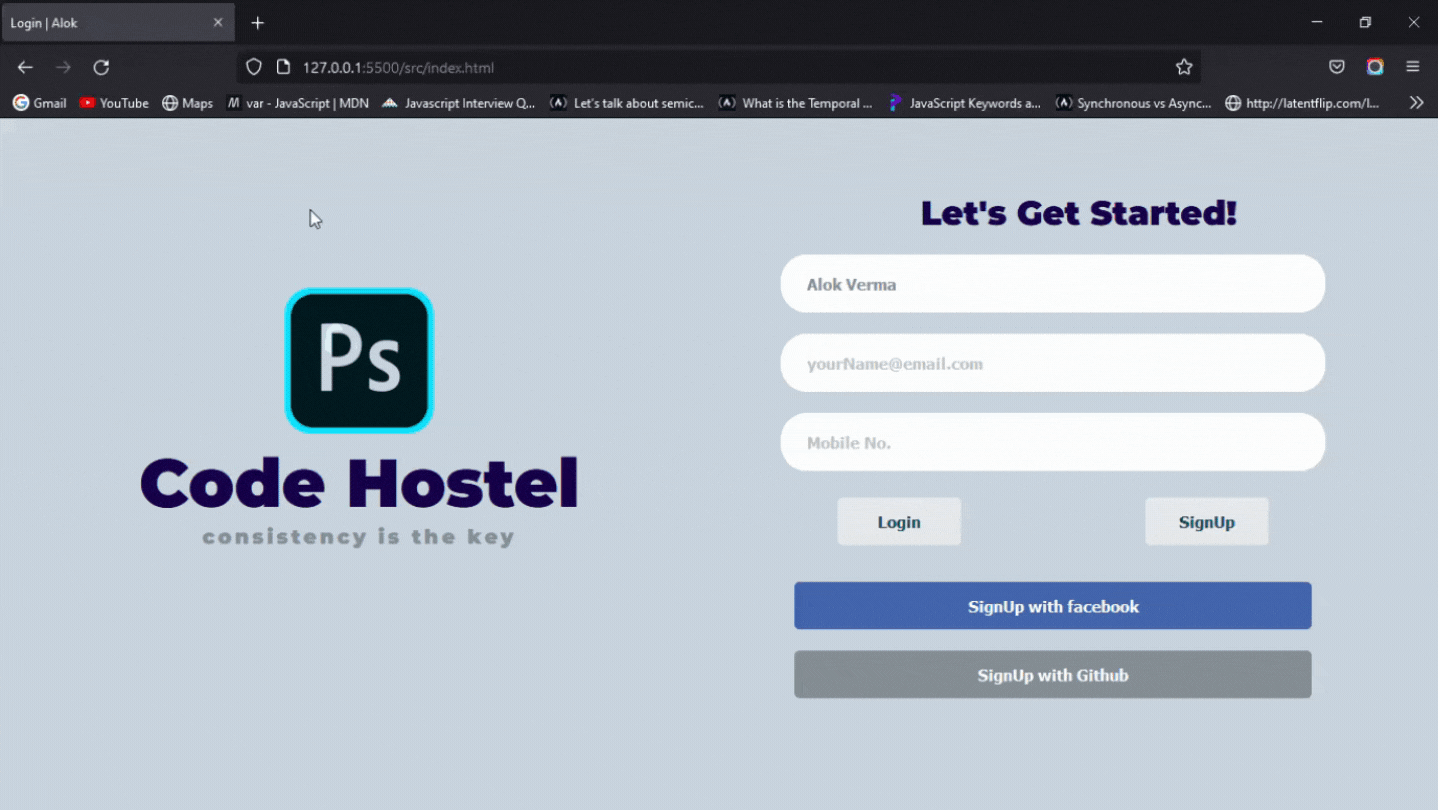 Login | Alok
127.0.0.1:5500/src/index.html
Gmail YouTube Maps var - JavaScript | MDN Javascript Interview Q... Let's talk about semic... What is the Temporal ... JavaScript Keywords a... Synchronous vs Async... http://latentflip.com/l...
Ps
Code Hostel
consistency is the key
Let's Get Started!
Alok Verma
yourName@email.com
Mobile No.
Login SignUp
SignUp with facebook
SignUp with Github